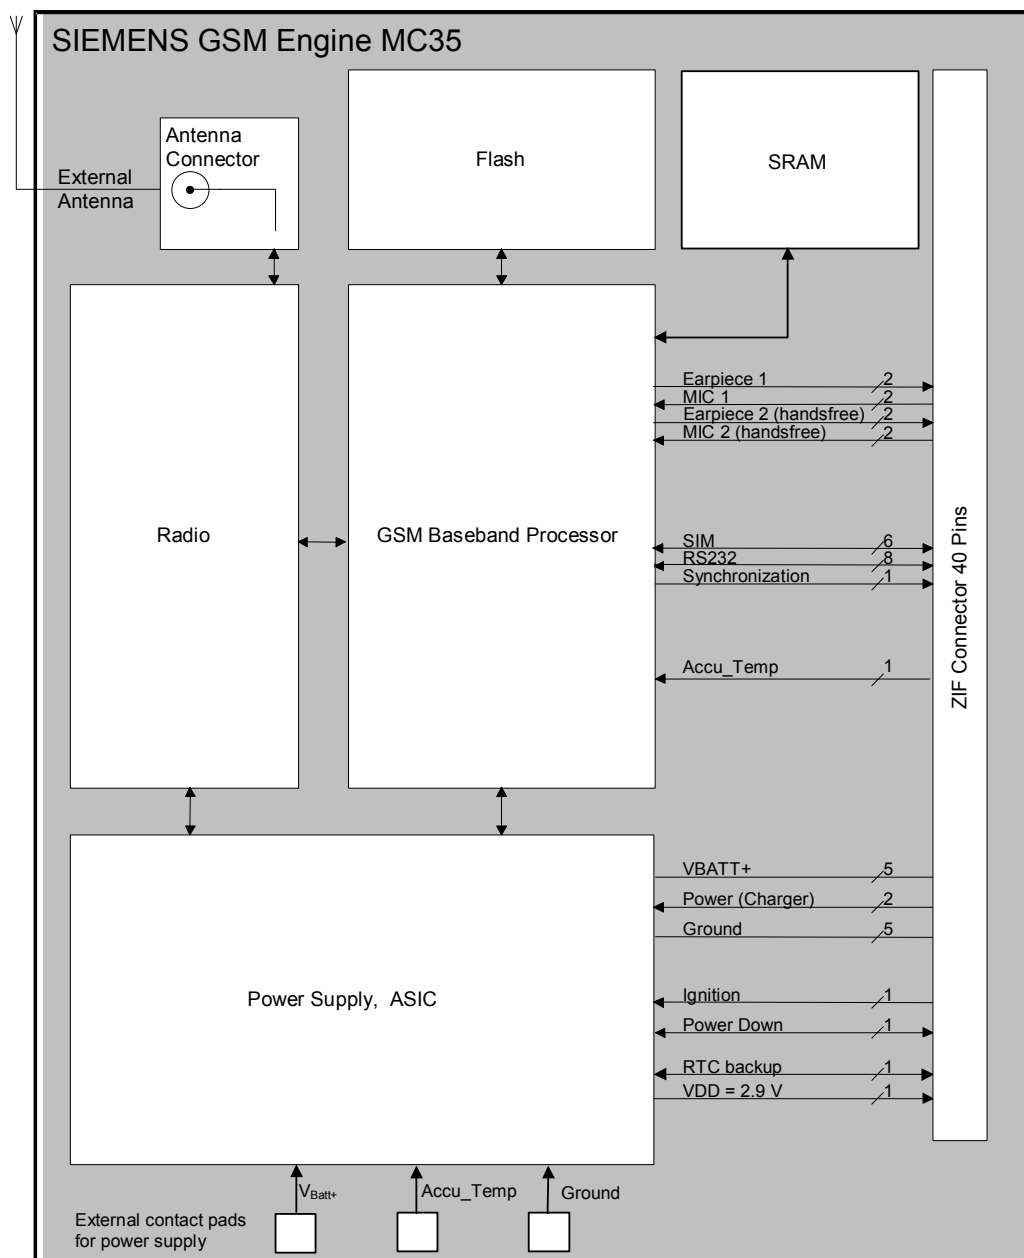 SIEMENS GSM Engine MC35
Antenna
Connector
External
Antenna
Flash
SRAM
Earpiece 1 2
MIC 1 2
Earpiece 2 (handsfree) 2
MIC 2 (handsfree) 2
Radio
GSM Baseband Processor
SIM 6
RS232 8
Synchronization 1
Accu_Temp 1
ZIF Connector 40 Pins
VBATT+ 5
Power (Charger) 2
Ground 5
Power Supply, ASIC
Ignition 1
Power Down 1
RTC backup 1
VDD = 2.9 V 1
VBatt+
Accu_Temp
Ground
External contact pads
for power supply